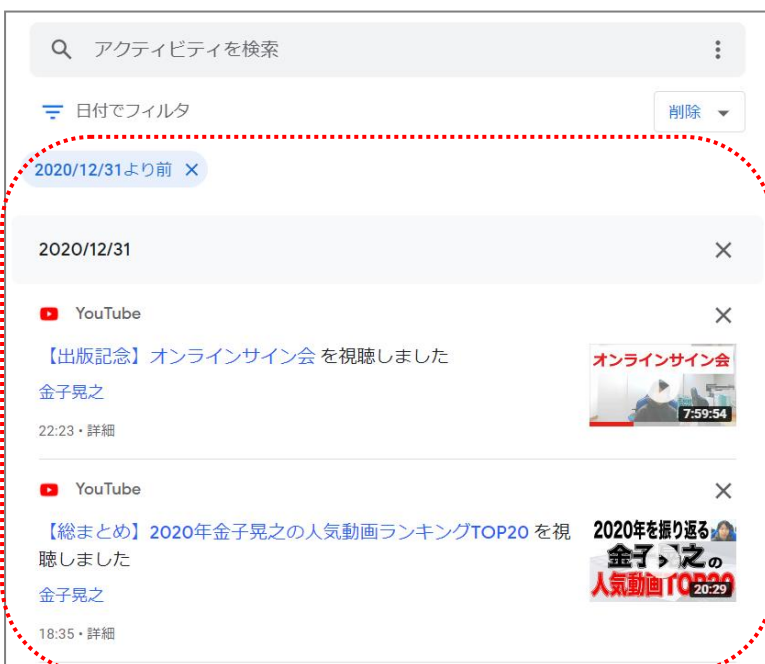 アクティビティを検索
日付でフィルタ
削除
2020/12/31より前
2020/12/31
YouTube
【出版記念】オンラインサイン会 を視聴しました
金子晃之
22:23・詳細
オンラインサイン会
7:59:54
YouTube
【総まとめ】2020年金子晃之の人気動画ランキングTOP20 を視
聴しました
金子晃之
18:35・詳細
2020年を振り返る
金子 之の
人気動画TOP20
20:29